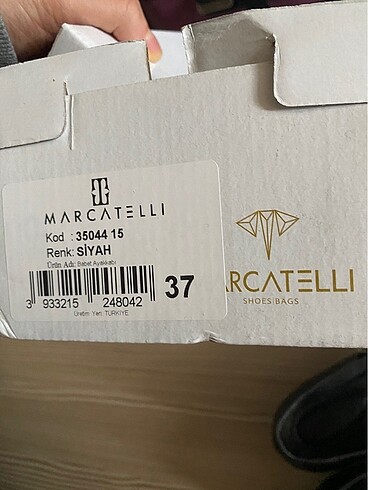 MARCATELLI
Kod : 35044 15
Renk: SİYAH
Ürün Adı: Babet Ayakkabı
3 933215 248042
37
Üretim Yeri: TÜRKİYE
ARCATELLI
SHOES|BAGS